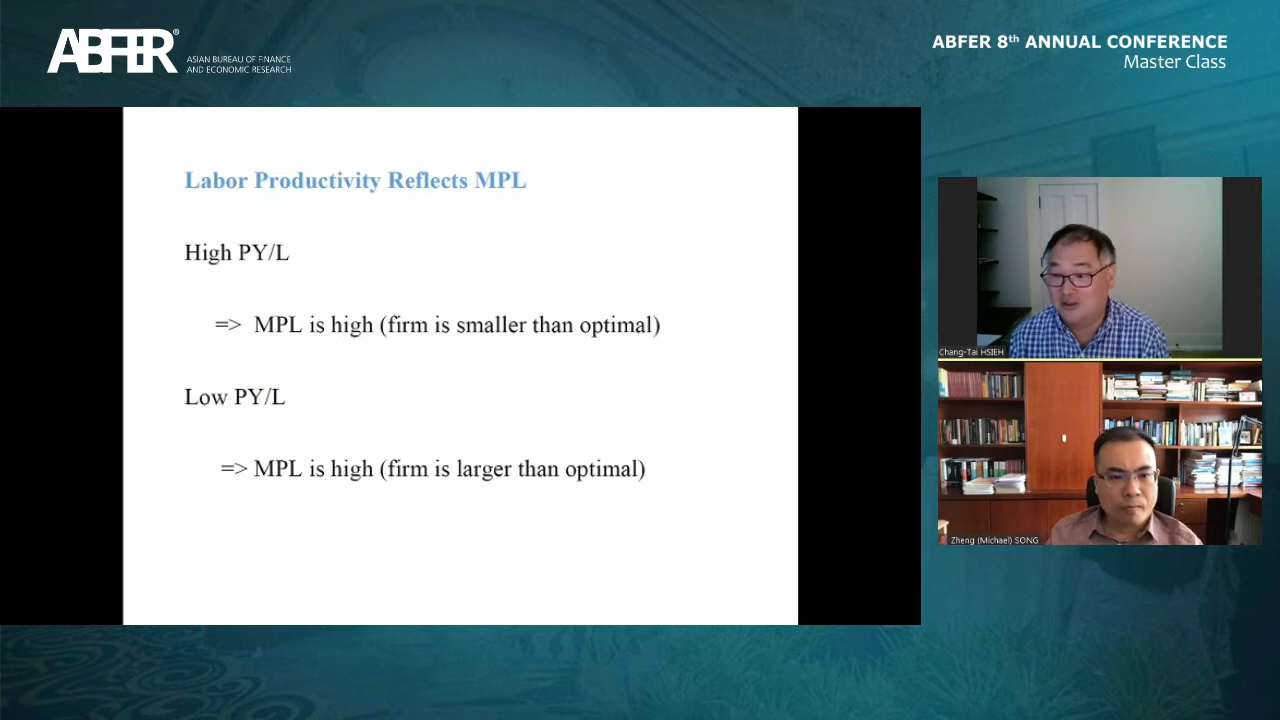 ABFER®
ASIAN BUREAU OF FINANCE
AND ECONOMIC RESEARCH
ABFER 8th ANNUAL CONFERENCE
Master Class
Labor Productivity Reflects MPL
High PY/L
=> MPL is high (firm is smaller than optimal)
Low PY/L
=> MPL is high (firm is larger than optimal)
Chang-Tai HSIEH
Zheng (Michael) SONG